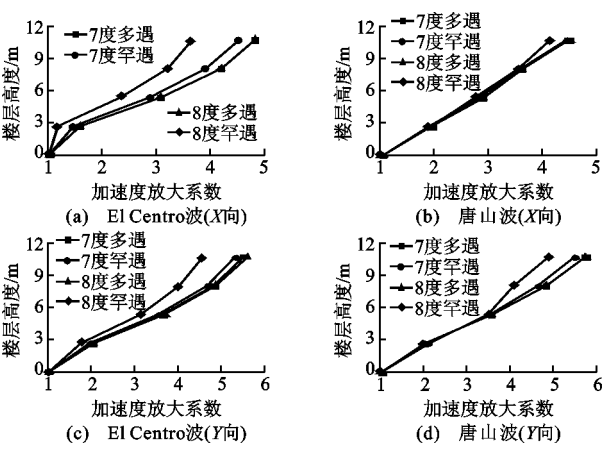 楼层高度/m
12
9
6
3
0
7度多遇
7度罕遇
8度多遇
8度罕遇
1 2 3 4 5
加速度放大系数
(a) El Centro波(X向)
楼层高度/m
12
9
6
3
0
7度多遇
7度罕遇
8度多遇
8度罕遇
1 2 3 4 5
加速度放大系数
(b) 唐山波(X向)
楼层高度/m
12
9
6
3
0
7度多遇
7度罕遇
8度多遇
8度罕遇
1 2 3 4 5 6
加速度放大系数
(c) El Centro波(Y向)
楼层高度/m
12
9
6
3
0
7度多遇
7度罕遇
8度多遇
8度罕遇
1 2 3 4 5 6
加速度放大系数
(d) 唐山波(Y向)